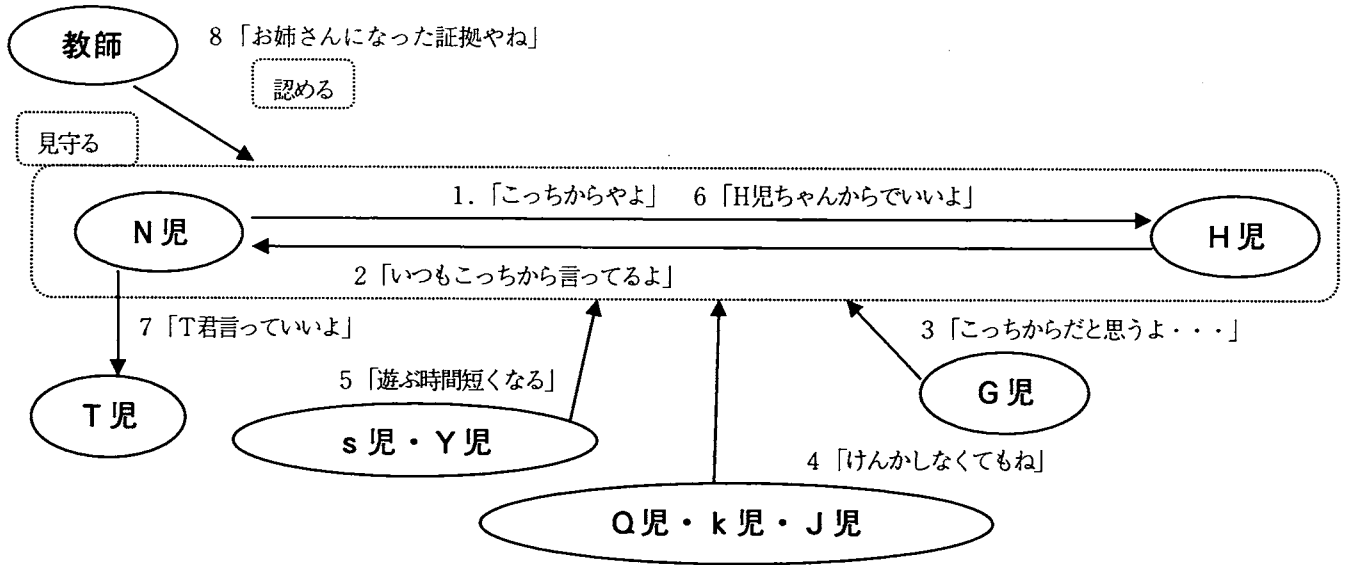 教師
8「お姉さんになった証拠やね」
認める
見守る
1．「こっちからやよ」 6「H児ちゃんからでいいよ」
N児
H児
2「いつもこっちから言ってるよ」
7「T君言っていいよ」
3「こっちからだと思うよ・・・」
5「遊ぶ時間短くなる」
G児
T児
s児・Y児
4「けんかしなくてもね」
Q児・k児・J児